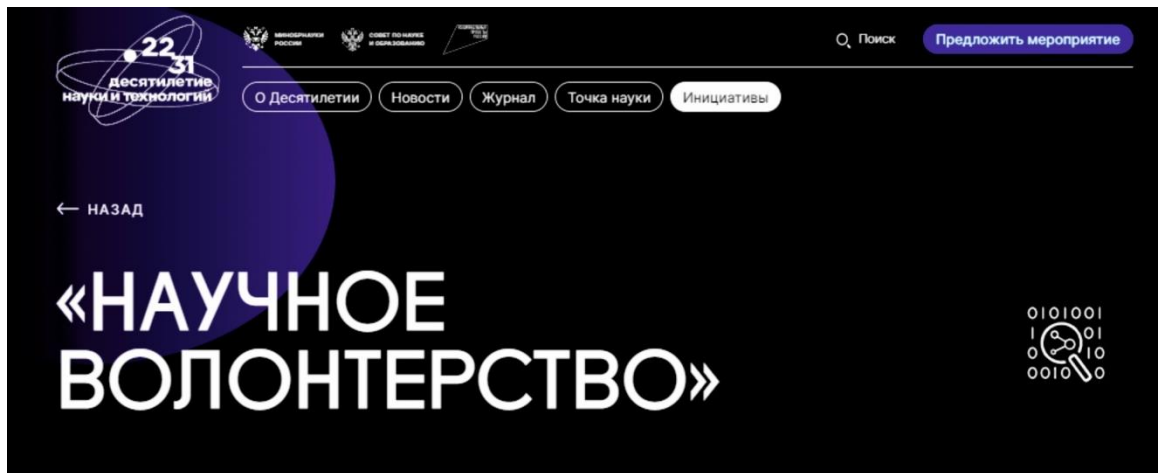 22
31
десятилетие
науки и технологий
МИНОБРНАУКИ
РОССИИ
СОВЕТ ПО НАУКЕ
И ОБРАЗОВАНИЮ
Поиск
Предложить мероприятие
О Десятилетии
Новости
Журнал
Точка науки
Инициативы
← НАЗАД
«НАУЧНОЕ
ВОЛОНТЕРСТВО»
0101001
1 01
0 10
0010 0